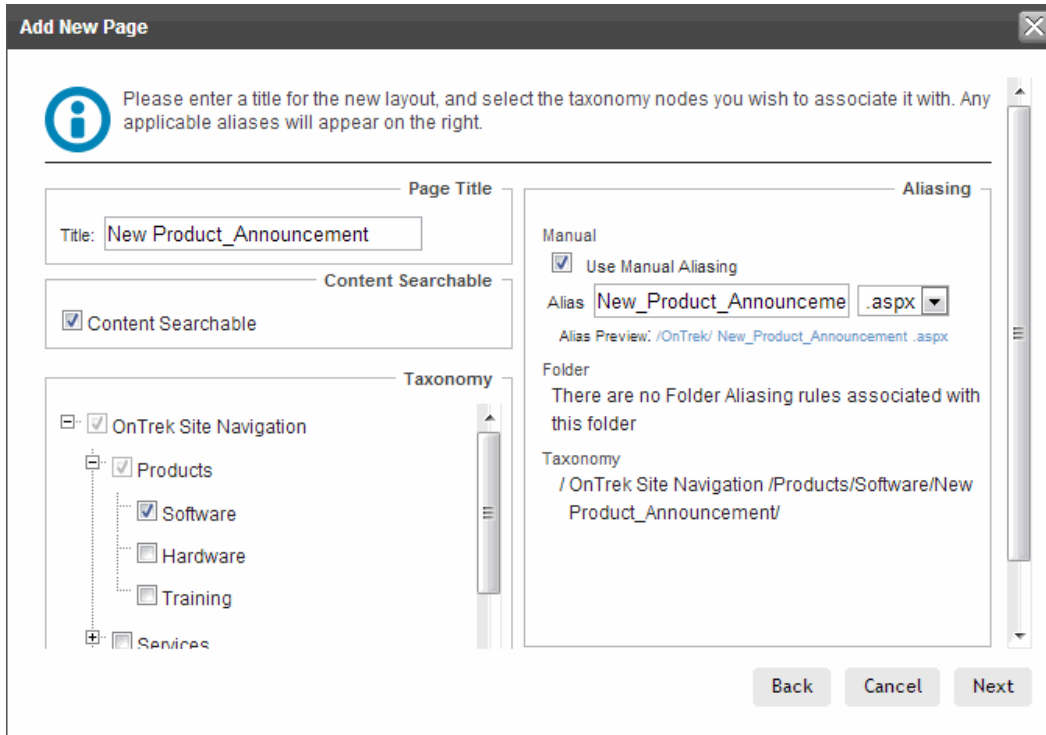 Add New Page
Please enter a title for the new layout, and select the taxonomy nodes you wish to associate it with. Any
applicable aliases will appear on the right.
Page Title
Title: New Product_Announcement
Content Searchable
Content Searchable
Taxonomy
OnTrek Site Navigation
Products
Software
Hardware
Training
Services
Aliasing
Manual
Use Manual Aliasing
Alias New_Product_Announceme .aspx
Alias Preview: /OnTrek/ New_Product_Announcement .aspx
Folder
There are no Folder Aliasing rules associated with
this folder
Taxonomy
/ OnTrek Site Navigation /Products/Software/New
Product_Announcement/
Back Cancel Next